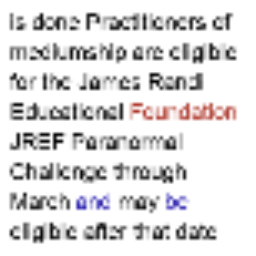 is done Practitioners of
mediumship are eligible
for the James Randi
Educational Foundation
JREF Paranormal
Challenge through
March and may be
eligible after that date